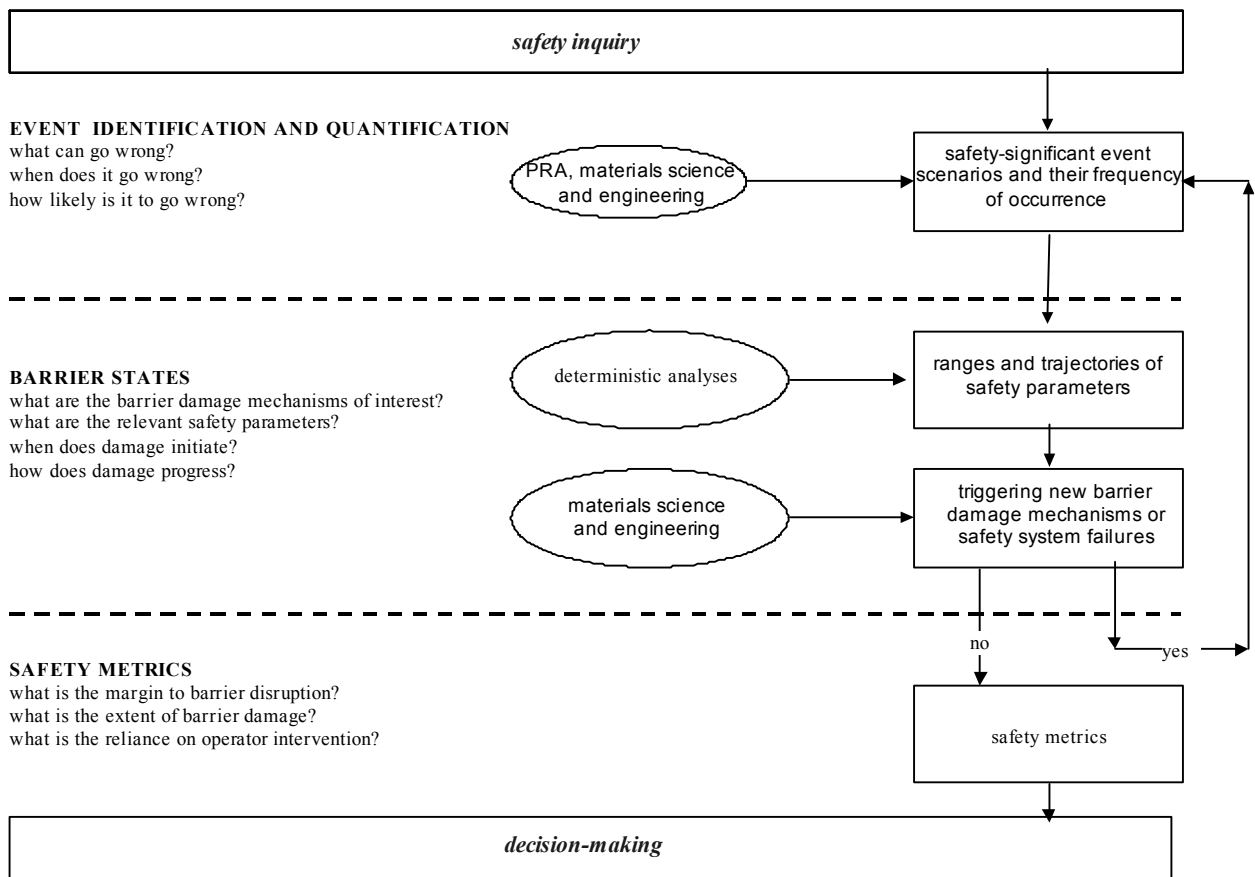 safety inquiry
EVENT IDENTIFICATION AND QUANTIFICATION
what can go wrong?
when does it go wrong?
how likely is it to go wrong?
PRA, materials science
and engineering
safety-significant event
scenarios and their frequency
of occurrence
BARRIER STATES
what are the barrier damage mechanisms of interest?
what are the relevant safety parameters?
when does damage initiate?
how does damage progress?
deterministic analyses
ranges and trajectories of
safety parameters
materials science
and engineering
triggering new barrier
damage mechanisms or
safety system failures
no
yes
SAFETY METRICS
what is the margin to barrier disruption?
what is the extent of barrier damage?
what is the reliance on operator intervention?
safety metrics
decision-making